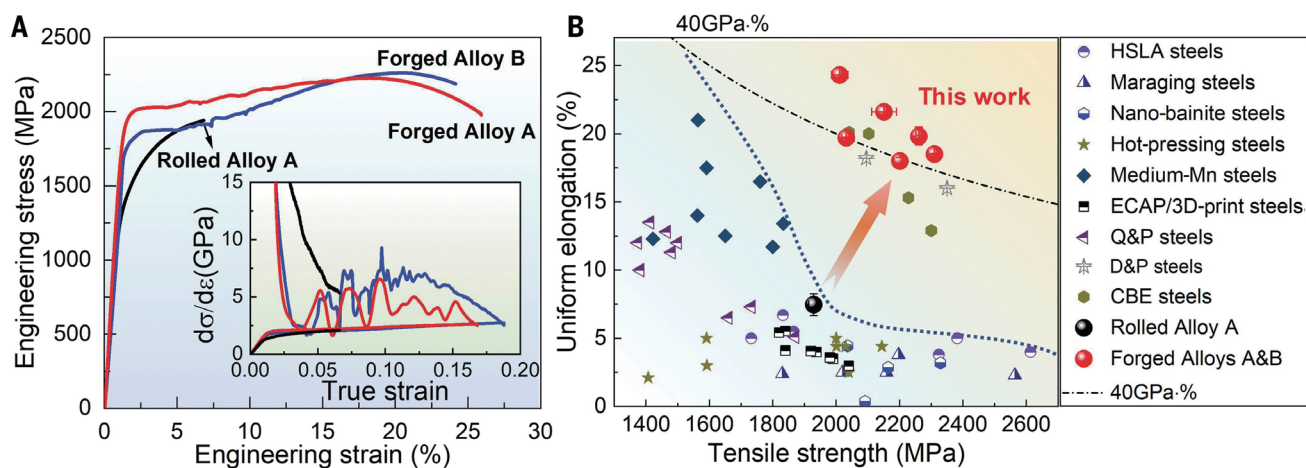 A
2500
2000
1500
1000
500
0
Engineering stress (MPa)
Forged Alloy B
Forged Alloy A
Rolled Alloy A
15
10
5
0
dσ/dε(GPa)
0.00 0.05 0.10 0.15 0.20
True strain
0 5 10 15 20 25 30
Engineering strain (%)
B
40GPa·%
25
20
15
10
5
0
Uniform elongation (%)
This work
1400 1600 1800 2000 2200 2400 2600
Tensile strength (MPa)
HSLA steels
Maraging steels
Nano-bainite steels
Hot-pressing steels
Medium-Mn steels
ECAP/3D-print steels
Q&P steels
D&P steels
CBE steels
Rolled Alloy A
Forged Alloys A&B
40GPa·%